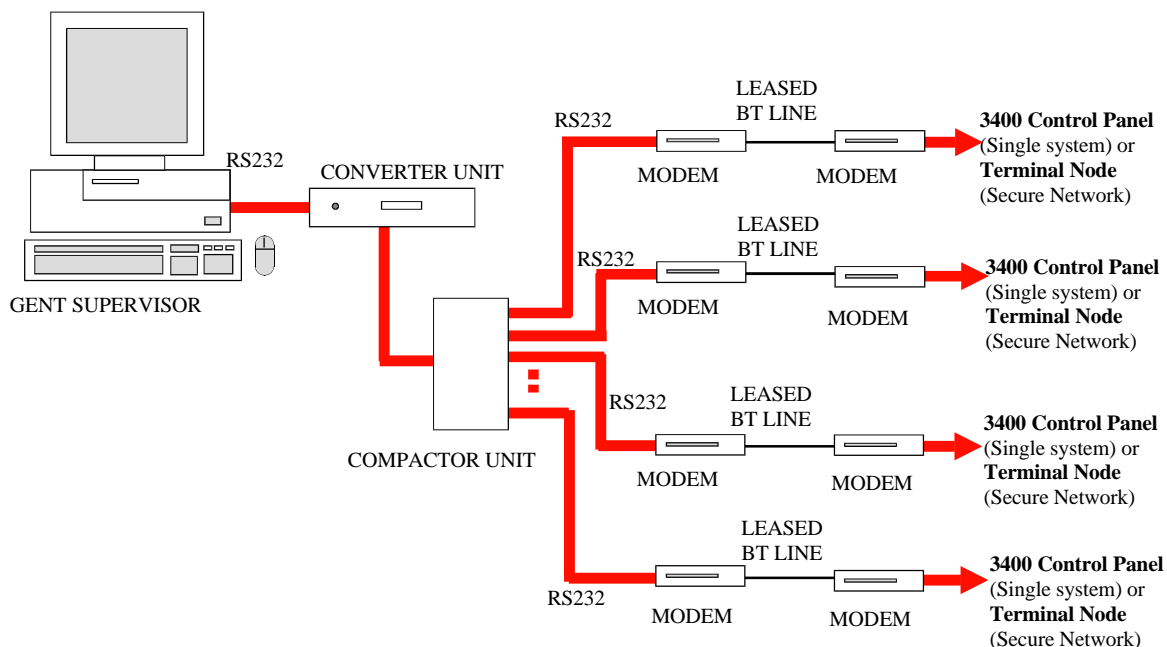 RS232
CONVERTER UNIT
GENT SUPERVISOR
COMPACTOR UNIT
RS232
LEASED
BT LINE
MODEM
MODEM
3400 Control Panel
(Single system) or
Terminal Node
(Secure Network)
RS232
LEASED
BT LINE
MODEM
MODEM
3400 Control Panel
(Single system) or
Terminal Node
(Secure Network)
RS232
LEASED
BT LINE
MODEM
MODEM
3400 Control Panel
(Single system) or
Terminal Node
(Secure Network)
RS232
LEASED
BT LINE
MODEM
MODEM
3400 Control Panel
(Single system) or
Terminal Node
(Secure Network)